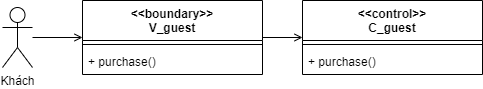 <<boundary>>
V_guest
+ purchase()
<<control>>
C_guest
+ purchase()
Khách